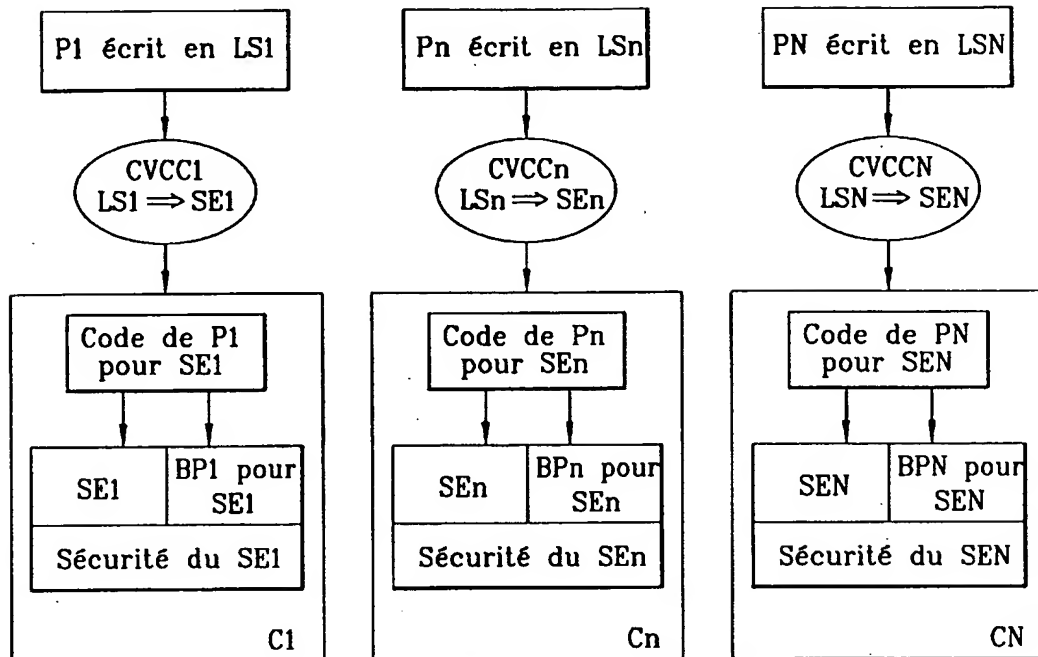 P1 écrit en LS1
CVCC1
LS1 ⇒ SE1
Code de P1
pour SE1
SE1
BP1 pour
SE1
Sécurité du SE1
C1
Pn écrit en LSn
CVCCn
LSn ⇒ SEn
Code de Pn
pour SEn
SEn
BPn pour
SEn
Sécurité du SEn
Cn
PN écrit en LSN
CVCCN
LSN ⇒ SEN
Code de PN
pour SEN
SEN
BPN pour
SEN
Sécurité du SEN
CN